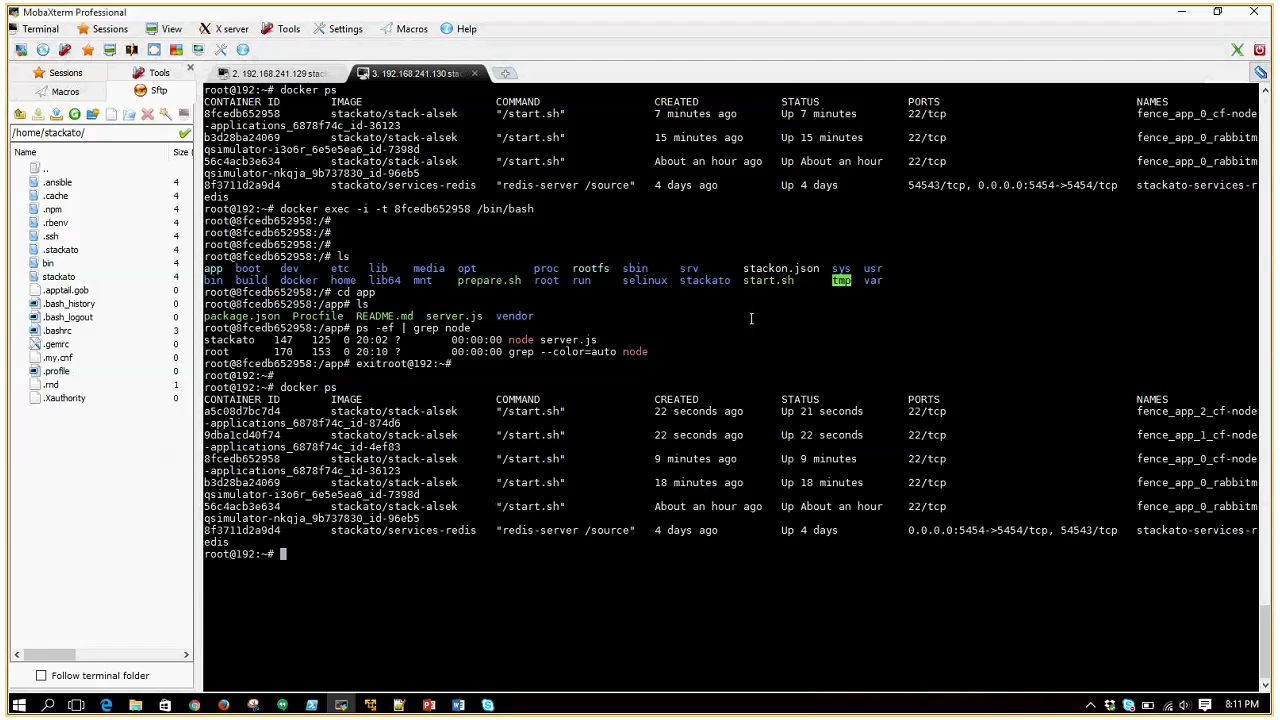 MobaXterm Professional
Terminal Sessions View X server Tools Settings Macros Help
Sessions Tools
Macros Sftp
2. 192.168.241.129 stac
3. 192.168.241.130 stac
/home/stackato/
Name Size (
..
.ansible 4
.cache 4
.npm 4
.rbenv 4
.ssh 4
.stackato 4
bin 4
stackato 4
.apptail.gob 0
.bash_history 0
.bash_logout 0
.bashrc 3
.gemrc 0
.my.cnf 0
.profile 0
.rnd 1
.Xauthority 0
Follow terminal folder
root@192:~# docker ps
CONTAINER ID IMAGE COMMAND CREATED STATUS PORTS NAMES
8fcedb652958 stackato/stack-alsek "/start.sh" 7 minutes ago Up 7 minutes 22/tcp fence_app_0_cf-node
-applications_6878f74c_id-36123
b3d28ba24069 stackato/stack-alsek "/start.sh" 15 minutes ago Up 15 minutes 22/tcp fence_app_0_rabbitm
qsimulator-i3o6r_6e5e5ea6_id-7398d
56c4acb3e634 stackato/stack-alsek "/start.sh" About an hour ago Up About an hour 22/tcp fence_app_0_rabbitm
qsimulator-nkqja_9b737830_id-96eb5
8f3711d2a9d4 stackato/services-redis "redis-server /source" 4 days ago Up 4 days 54543/tcp, 0.0.0.0:5454->5454/tcp stackato-services-r
edis
root@192:~# docker exec -i -t 8fcedb652958 /bin/bash
root@8fcedb652958:/#
root@8fcedb652958:/#
root@8fcedb652958:/#
root@8fcedb652958:/# ls
app boot dev etc lib media opt proc rootfs sbin srv stackon.json sys usr
bin build docker home lib64 mnt prepare.sh root run selinux stackato start.sh tmp var
root@8fcedb652958:/# cd app
root@8fcedb652958:/app# ls
package.json Procfile README.md server.js vendor
root@8fcedb652958:/app# ps -ef | grep node
stackato 147 125 0 20:02 ? 00:00:00 node server.js
root 170 153 0 20:10 ? 00:00:00 grep --color=auto node
root@8fcedb652958:/app# exitroot@192:~#
root@192:~#
root@192:~# docker ps
CONTAINER ID IMAGE COMMAND CREATED STATUS PORTS NAMES
a5c08d7bc7d4 stackato/stack-alsek "/start.sh" 22 seconds ago Up 21 seconds 22/tcp fence_app_2_cf-node
-applications_6878f74c_id-874d6
9dba1cd40f74 stackato/stack-alsek "/start.sh" 22 seconds ago Up 22 seconds 22/tcp fence_app_1_cf-node
-applications_6878f74c_id-4ef83
8fcedb652958 stackato/stack-alsek "/start.sh" 9 minutes ago Up 9 minutes 22/tcp fence_app_0_cf-node
-applications_6878f74c_id-36123
b3d28ba24069 stackato/stack-alsek "/start.sh" 18 minutes ago Up 18 minutes 22/tcp fence_app_0_rabbitm
qsimulator-i3o6r_6e5e5ea6_id-7398d
56c4acb3e634 stackato/stack-alsek "/start.sh" About an hour ago Up About an hour 22/tcp fence_app_0_rabbitm
qsimulator-nkqja_9b737830_id-96eb5
8f3711d2a9d4 stackato/services-redis "redis-server /source" 4 days ago Up 4 days 0.0.0.0:5454->5454/tcp, 54543/tcp stackato-services-r
edis
root@192:~#
8:11 PM